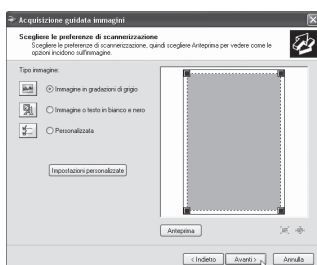 Acquisizione guidata immagini
Scegliere le preferenze di scannerizzazione
Scegliere le preferenze di scannerizzazione, quindi scegliere Anteprima per vedere come le
opzioni incidono sull'immagine.
Tipo immagine:
Immagine in gradazioni di grigio
Immagine o testo in bianco e nero
Personalizzata
Impostazioni personalizzate
Anteprima
< Indietro
Avanti >
Annulla